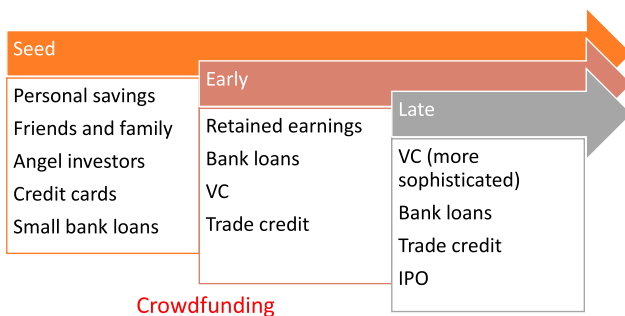 Seed
Personal savings
Friends and family
Angel investors
Credit cards
Small bank loans
Early
Retained earnings
Bank loans
VC
Trade credit
Late
VC (more
sophisticated)
Bank loans
Trade credit
IPO
Crowdfunding